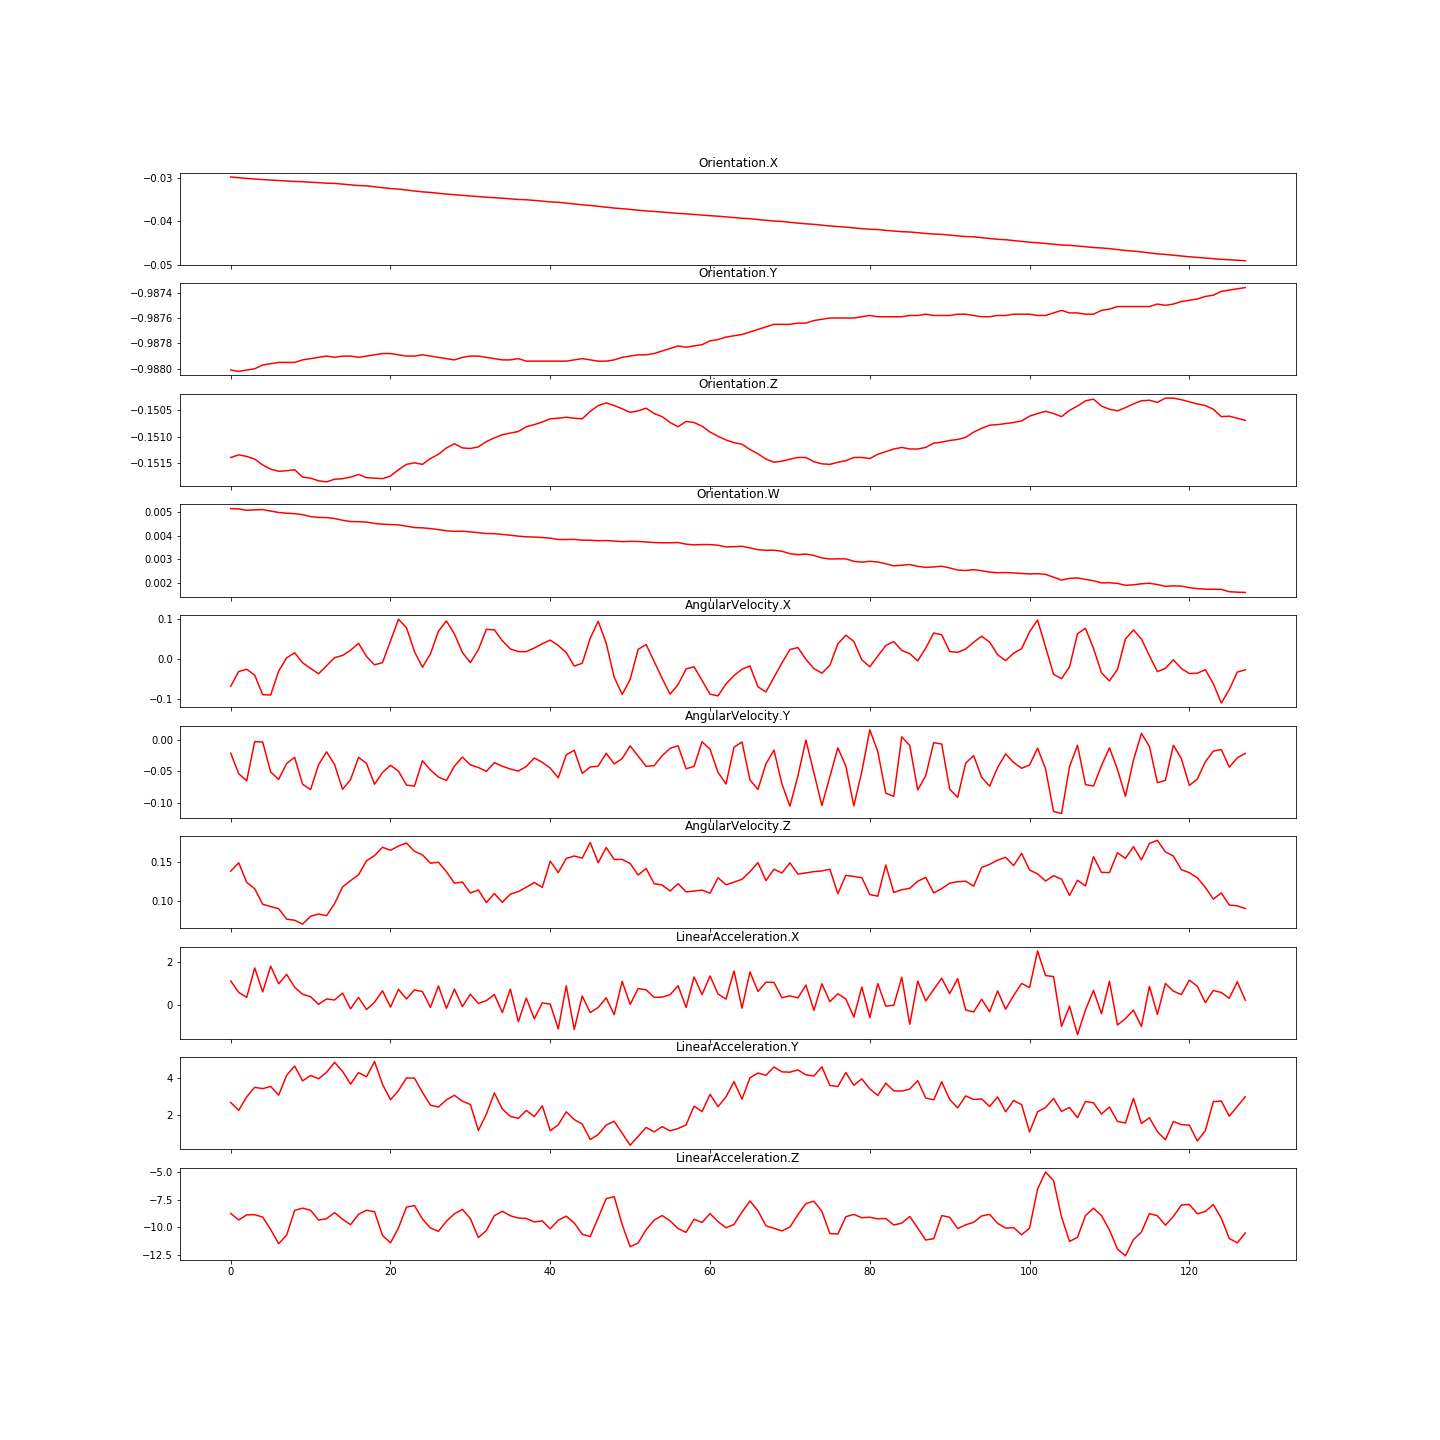 Orientation.X
−0.03
−0.04
−0.05
Orientation.Y
−0.9874
−0.9876
−0.9878
−0.9880
Orientation.Z
−0.1505
−0.1510
−0.1515
Orientation.W
0.005
0.004
0.003
0.002
AngularVelocity.X
0.1
0.0
−0.1
AngularVelocity.Y
0.00
−0.05
−0.10
AngularVelocity.Z
0.15
0.10
LinearAcceleration.X
2
0
LinearAcceleration.Y
4
2
LinearAcceleration.Z
−5.0
−7.5
−10.0
−12.5
0 20 40 60 80 100 120